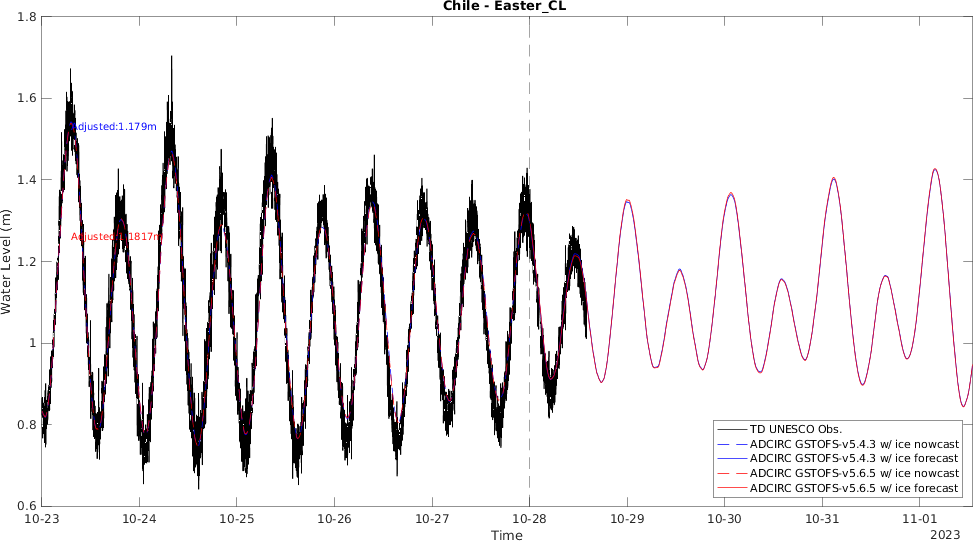 Chile - Easter_CL
1.8
1.6
1.4
1.2
1
0.8
0.6
Water Level (m)
Adjusted:1.179m
Adjusted:1.1817m
TD UNESCO Obs.
ADCIRC GSTOFS-v5.4.3 w/ ice nowcast
ADCIRC GSTOFS-v5.4.3 w/ ice forecast
ADCIRC GSTOFS-v5.6.5 w/ ice nowcast
ADCIRC GSTOFS-v5.6.5 w/ ice forecast
10-23 10-24 10-25 10-26 10-27 10-28 10-29 10-30 10-31 11-01
Time
2023